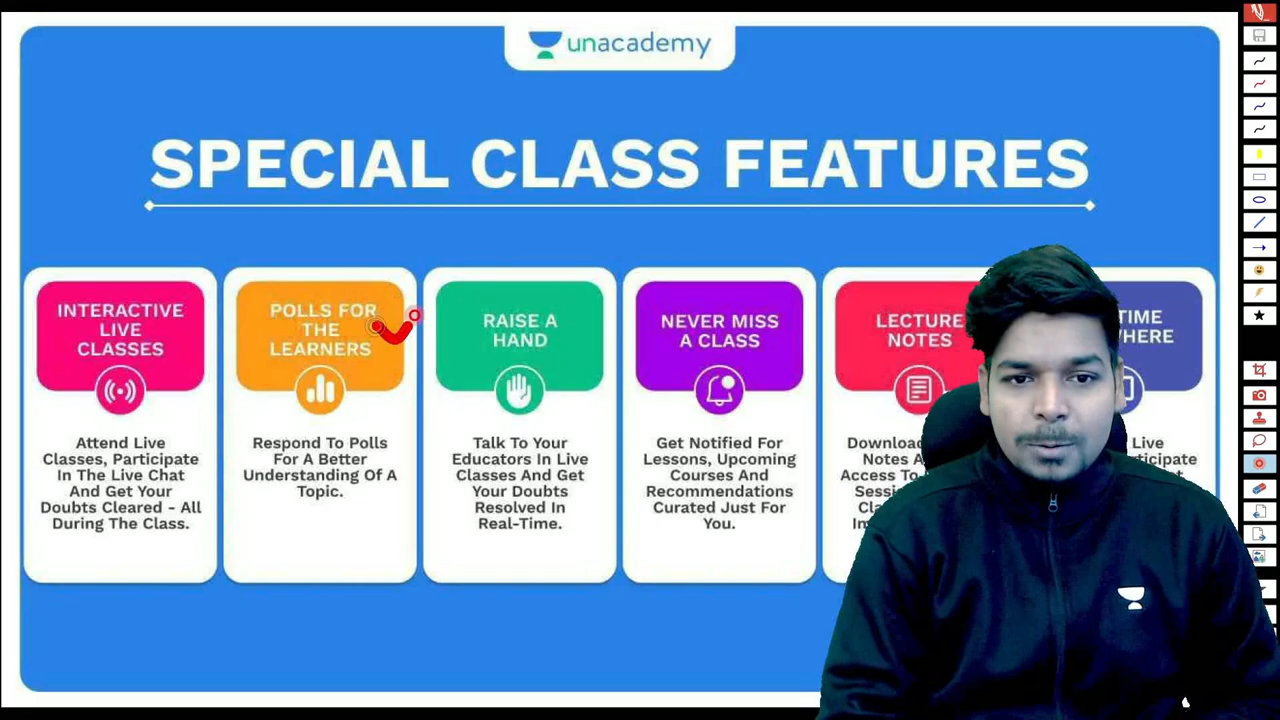 unacademy
SPECIAL CLASS FEATURES
INTERACTIVE
LIVE
CLASSES
Attend Live
Classes, Participate
In The Live Chat
And Get Your
Doubts Cleared - All
During The Class.
POLLS FOR
THE
LEARNERS
Respond To Polls
For A Better
Understanding Of A
Topic.
RAISE A
HAND
Talk To Your
Educators In Live
Classes And Get
Your Doubts
Resolved In
Real-Time.
NEVER MISS
A CLASS
Get Notified For
Lessons, Upcoming
Courses And
Recommendations
Curated Just For
You.
LECTURE
NOTES
Download
Notes
Access To
TIME
Live